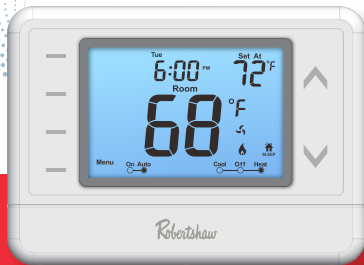 Tue
Set At
6:00 PM
72°F
Room
68°F
SLEEP
Menu
On Auto
Cool Off Heat
Robertshaw